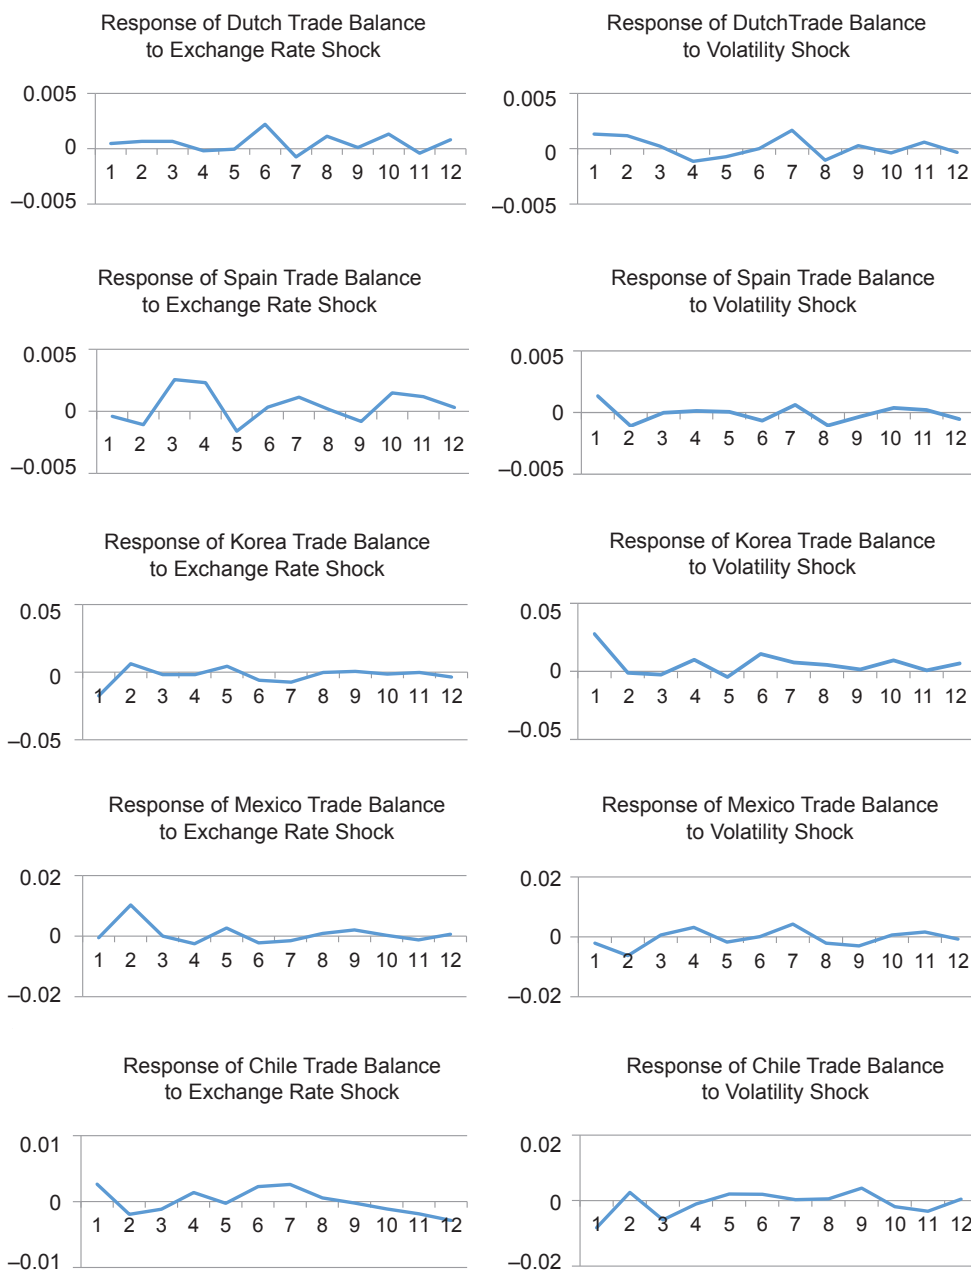 Response of Dutch Trade Balance
to Exchange Rate Shock
0.005
0
1 2 3 4 5 6 7 8 9 10 11 12
–0.005
Response of DutchTrade Balance
to Volatility Shock
0.005
0
1 2 3 4 5 6 7 8 9 10 11 12
–0.005
Response of Spain Trade Balance
to Exchange Rate Shock
0.005
0
1 2 3 4 5 6 7 8 9 10 11 12
–0.005
Response of Spain Trade Balance
to Volatility Shock
0.005
0
1 2 3 4 5 6 7 8 9 10 11 12
–0.005
Response of Korea Trade Balance
to Exchange Rate Shock
0.05
0
1 2 3 4 5 6 7 8 9 10 11 12
–0.05
Response of Korea Trade Balance
to Volatility Shock
0.05
0
1 2 3 4 5 6 7 8 9 10 11 12
–0.05
Response of Mexico Trade Balance
to Exchange Rate Shock
0.02
0
1 2 3 4 5 6 7 8 9 10 11 12
–0.02
Response of Mexico Trade Balance
to Volatility Shock
0.02
0
1 2 3 4 5 6 7 8 9 10 11 12
–0.02
Response of Chile Trade Balance
to Exchange Rate Shock
0.01
0
1 2 3 4 5 6 7 8 9 10 11 12
–0.01
Response of Chile Trade Balance
to Volatility Shock
0.02
0
1 2 3 4 5 6 7 8 9 10 11 12
–0.02